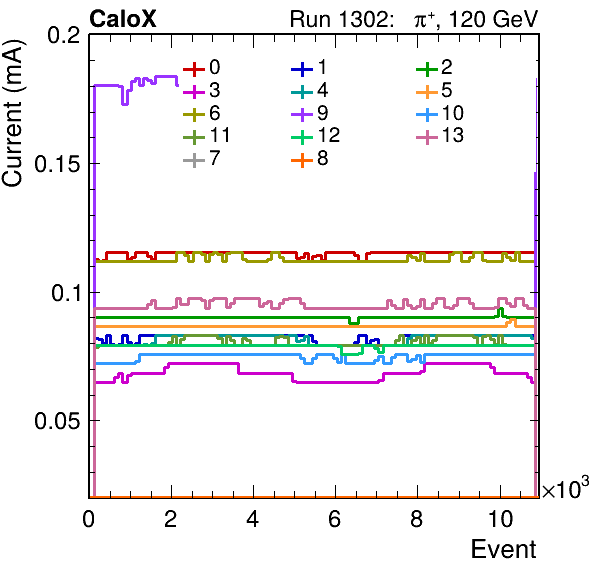 CaloX Run 1302: π⁺, 120 GeV
Current (mA)
0.2
0.15
0.1
0.05
0 1 2
3 4 5
6 9 10
11 12 13
7 8
0 2 4 6 8 10
×10³
Event